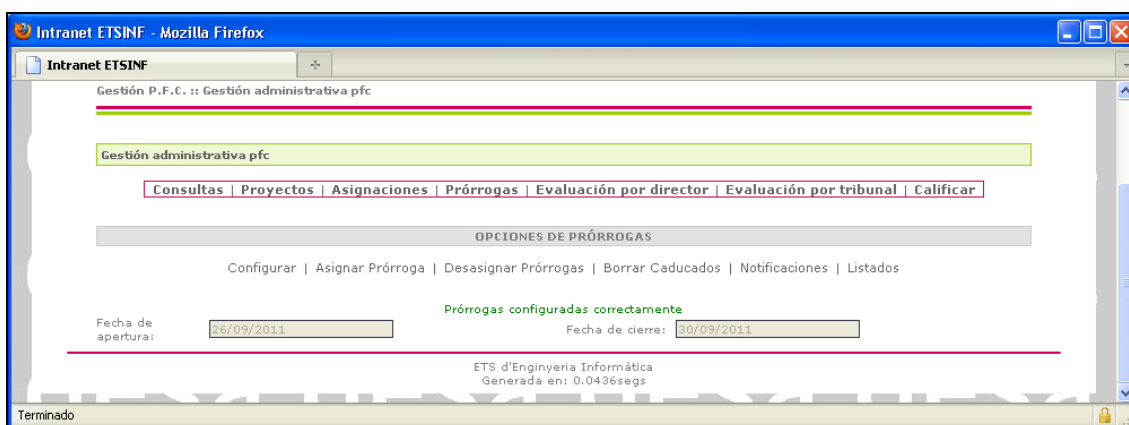 Intranet ETSINF - Mozilla Firefox
Intranet ETSINF
Gestión P.F.C. :: Gestión administrativa pfc
Gestión administrativa pfc
Consultas | Proyectos | Asignaciones | Prórrogas | Evaluación por director | Evaluación por tribunal | Calificar
OPCIONES DE PRÓRROGAS
Configurar | Asignar Prórroga | Desasignar Prórrogas | Borrar Caducados | Notificaciones | Listados
Prórrogas configuradas correctamente
Fecha de apertura: 26/09/2011 Fecha de cierre: 30/09/2011
ETS d'Enginyeria Informàtica
Generada en: 0.0436segs
Terminado